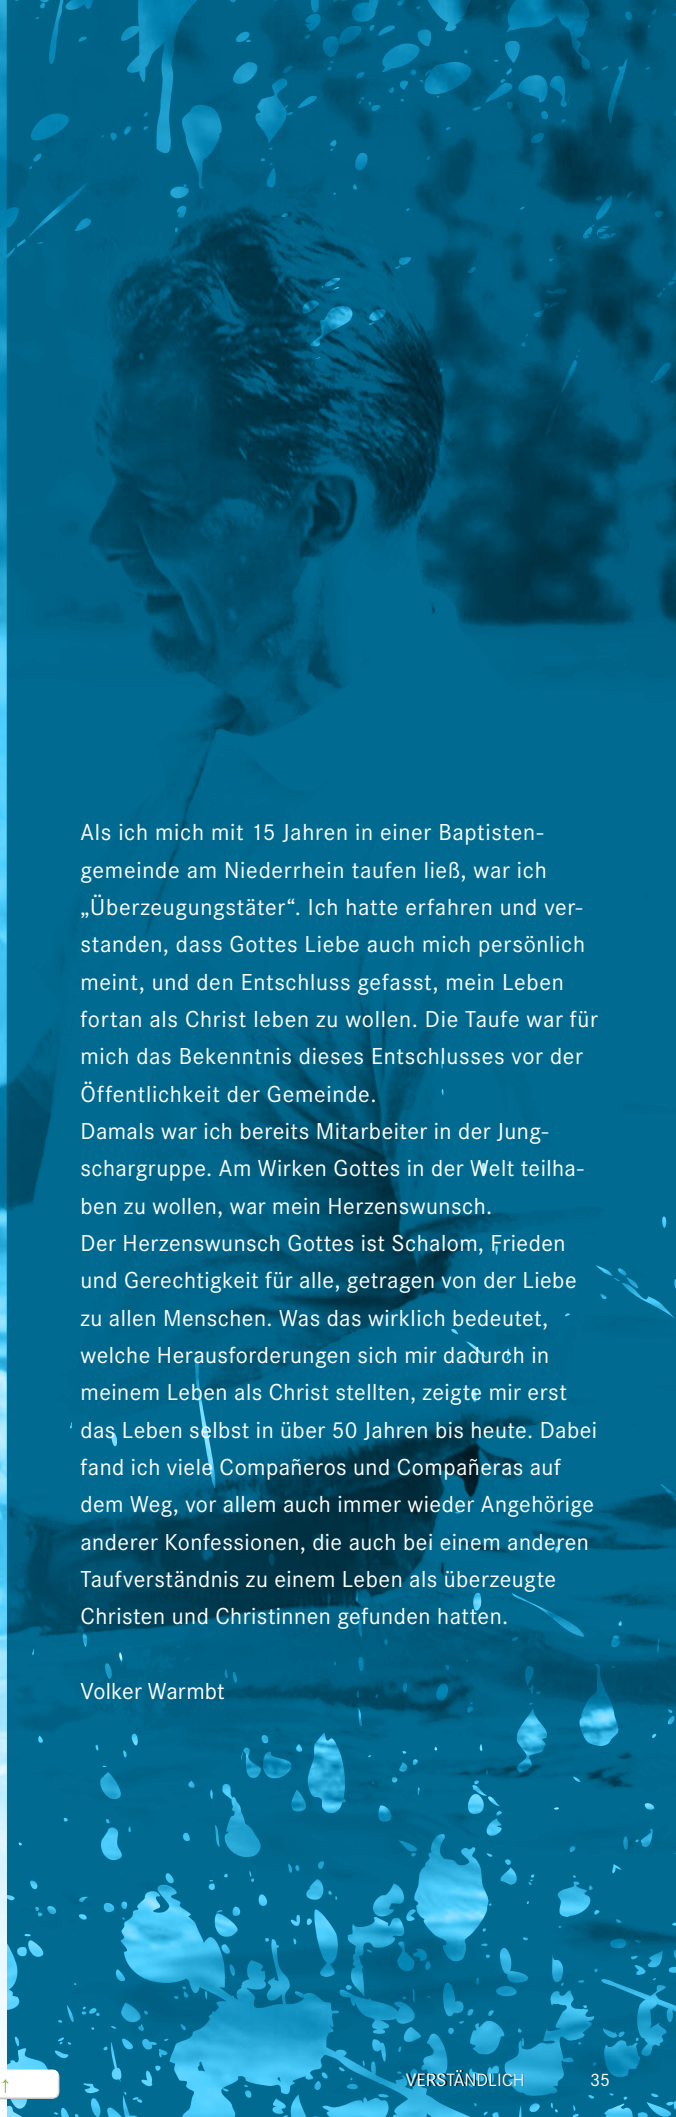 Als ich mich mit 15 Jahren in einer Baptisten-
gemeinde am Niederrhein taufen ließ, war ich
„Überzeugungstäter“. Ich hatte erfahren und ver-
standen, dass Gottes Liebe auch mich persönlich
meint, und den Entschluss gefasst, mein Leben
fortan als Christ leben zu wollen. Die Taufe war für
mich das Bekenntnis dieses Entschlusses vor der
Öffentlichkeit der Gemeinde.
Damals war ich bereits Mitarbeiter in der Jung-
schargruppe. Am Wirken Gottes in der Welt teilha-
ben zu wollen, war mein Herzenswunsch.
Der Herzenswunsch Gottes ist Schalom, Frieden
und Gerechtigkeit für alle, getragen von der Liebe
zu allen Menschen. Was das wirklich bedeutet,
welche Herausforderungen sich mir dadurch in
meinem Leben als Christ stellten, zeigte mir erst
das Leben selbst in über 50 Jahren bis heute. Dabei
fand ich viele Compañeros und Compañeras auf
dem Weg, vor allem auch immer wieder Angehörige
anderer Konfessionen, die auch bei einem anderen
Taufverständnis zu einem Leben als überzeugte
Christen und Christinnen gefunden hatten.
Volker Warmbt
↑
VERSTÄNDLICH 35